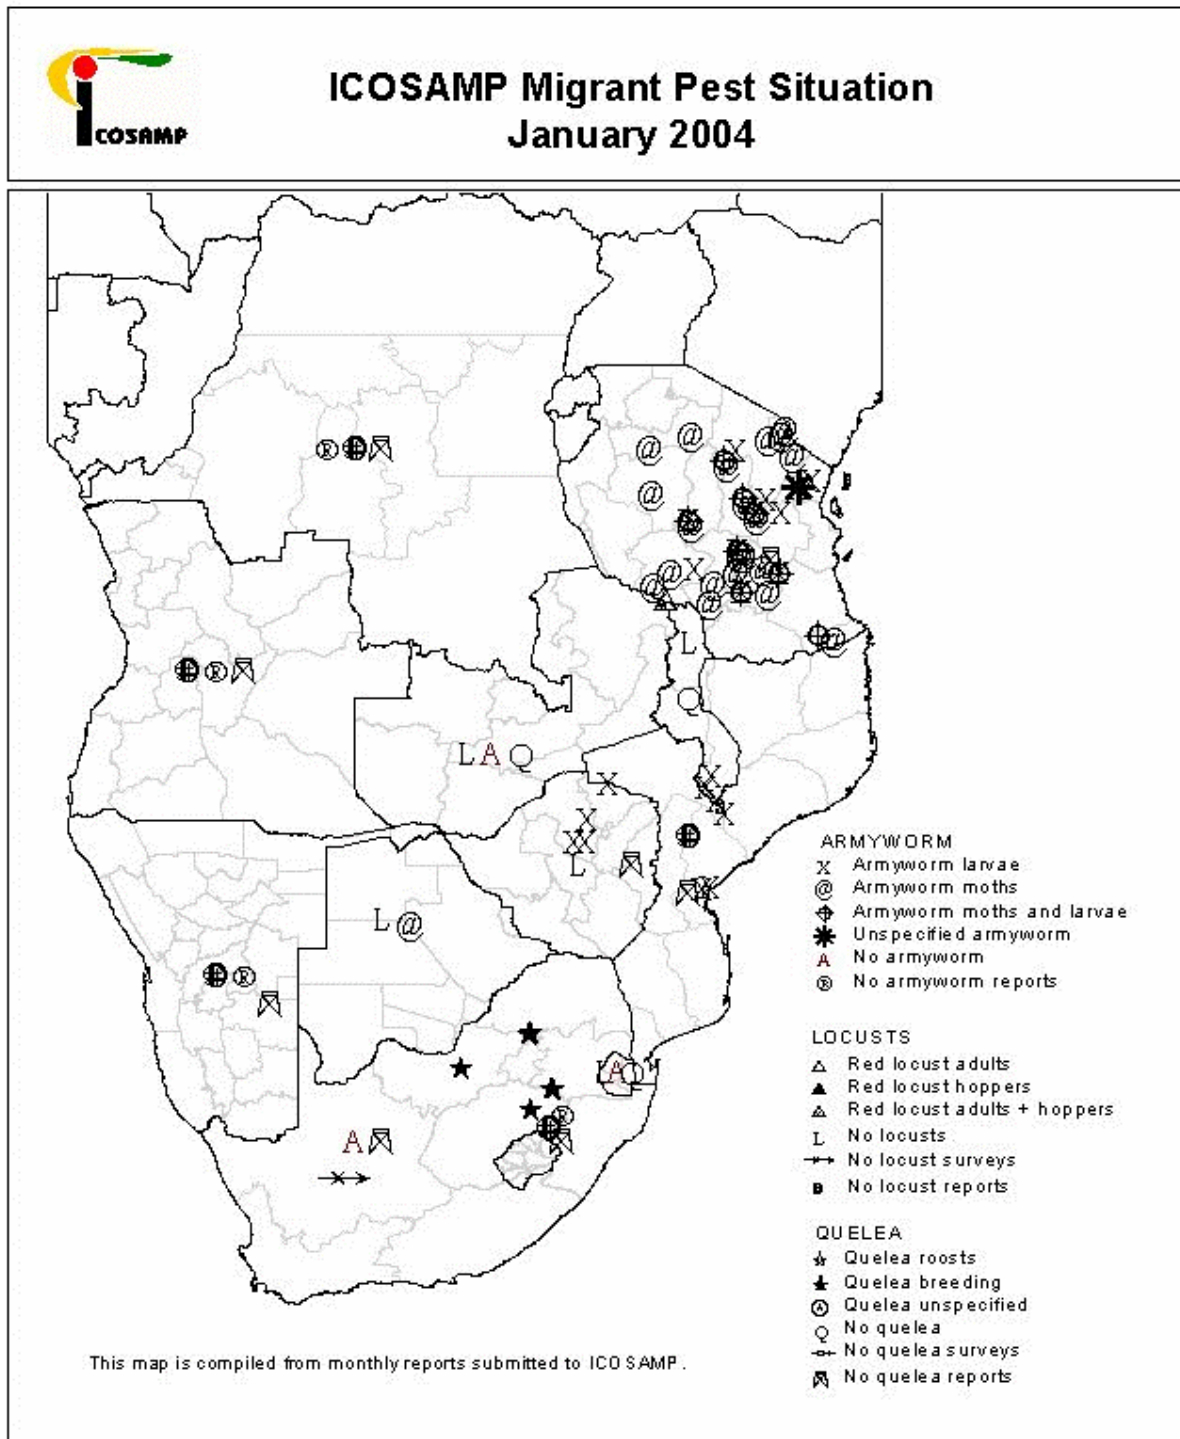 COSAMP
ICOSAMP Migrant Pest Situation
January 2004
L A Q
L
Q
L
L
LA Q
A
ARMYWORM
X Armyworm larvae
@ Armyworm moths
Armyworm moths and larvae
Unspecified armyworm
A No armyworm
® No armyworm reports
LOCUSTS
Red locust adults
Red locust hoppers
Red locust adults + hoppers
L No locusts
No locust surveys
No locust reports
QUELEA
Quelea roosts
Quelea breeding
Quelea unspecified
Q No quelea
No quelea surveys
No quelea reports
This map is compiled from monthly reports submitted to ICOSAMP.